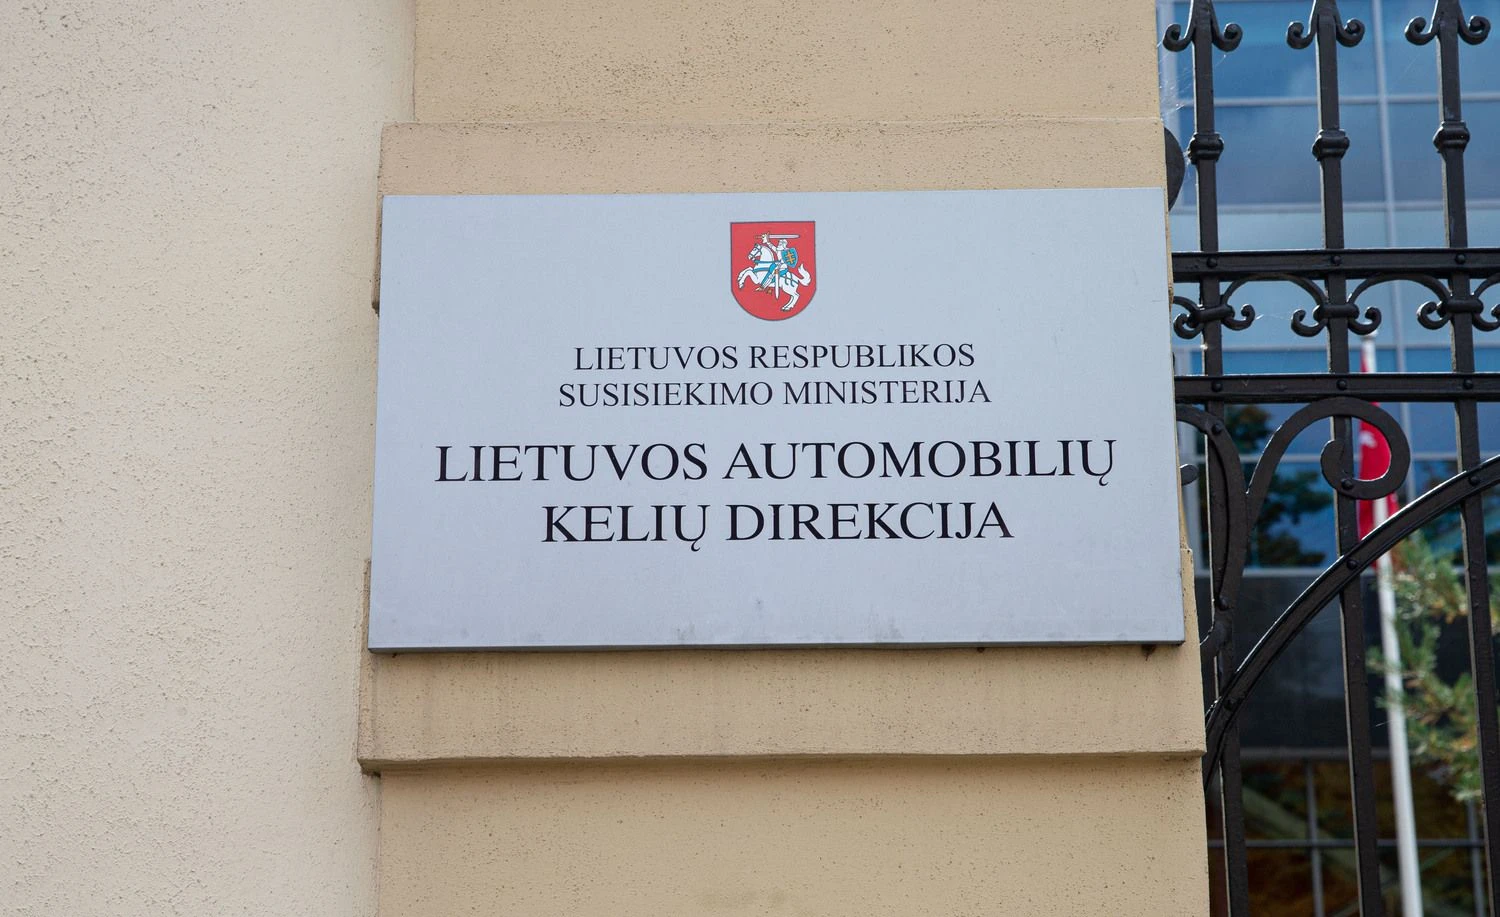 LIETUVOS RESPUBLIKOS
SUSISIEKIMO MINISTERIJA
LIETUVOS AUTOMOBILIŲ
KELIŲ DIREKCIJA